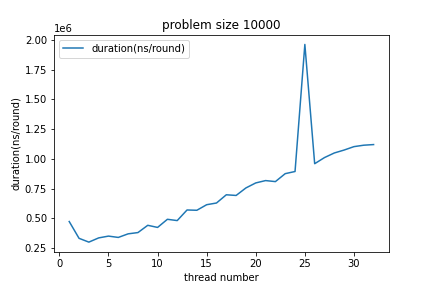 problem size 10000
1e6
duration(ns/round)
2.00
1.75
1.50
1.25
1.00
0.75
0.50
0.25
duration(ns/round)
0 5 10 15 20 25 30
thread number